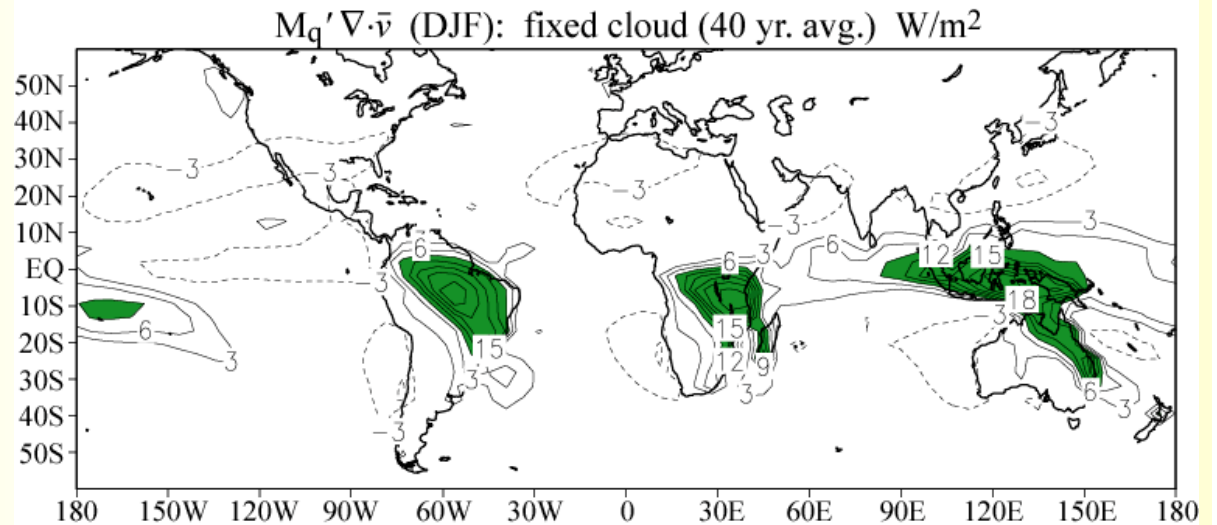 Mq′ ∇·v̄ (DJF): fixed cloud (40 yr. avg.) W/m²
50N
−3
40N
30N
−3
−3
20N
−3
10N
−3
3
6
3
6
12
15
6
EQ
−3
10S
18
6
15
3
20S
3
15
12
9
30S
3
6
3
3
40S
−3
50S
180 150W 120W 90W 60W 30W 0 30E 60E 90E 120E 150E 180